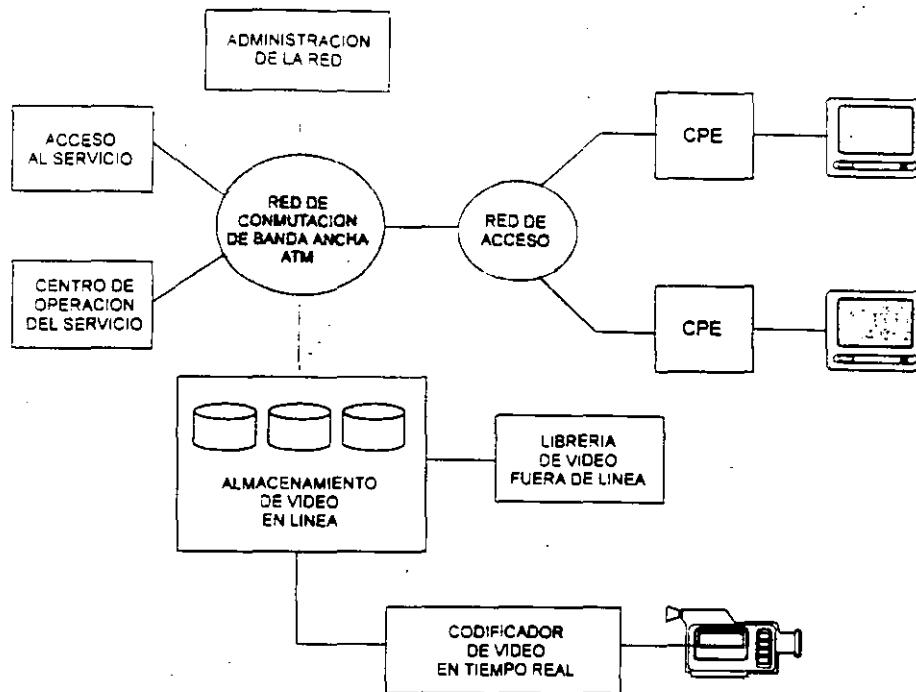 ADMINISTRACION
DE LA RED
ACCESO
AL SERVICIO
CPE
RED DE
CONMUTACION
DE BANDA ANCHA
ATM
RED DE
ACCESO
CENTRO DE
OPERACION
DEL SERVICIO
CPE
ALMACENAMIENTO
DE VIDEO
EN LINEA
LIBRERIA
DE VIDEO
FUERA DE LINEA
CODIFICADOR
DE VIDEO
EN TIEMPO REAL